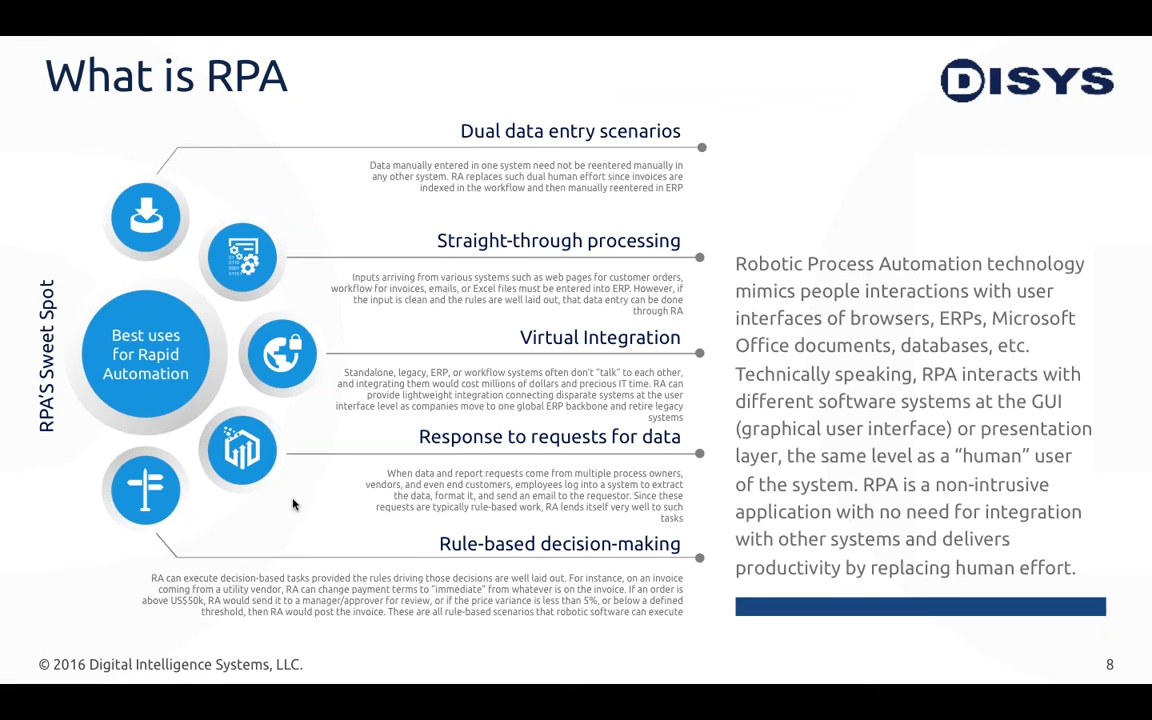 What is RPA
DISYS
Dual data entry scenarios
Data manually entered in one system need not be reentered manually in
any other system. RA replaces such dual human effort since invoices are
indexed in the workflow and then manually reentered in ERP
Straight-through processing
Inputs arriving from various systems such as web pages for customer orders,
workflow for invoices, emails, or Excel files must be entered into ERP. However, if
the input is clean and the rules are well laid out, that data entry can be done
through RA
Virtual Integration
Standalone, legacy, ERP, or workflow systems often don't "talk" to each other,
and integrating them would cost millions of dollars and precious IT time. RA can
provide lightweight integration connecting disparate systems at the user
interface level as companies move to one global ERP backbone and retire legacy
systems
Response to requests for data
When data and report requests come from multiple process owners,
vendors, and even end customers, employees log into a system to extract
the data, format it, and send an email to the requestor. Since these
requests are typically rule-based work, RA lends itself very well to such
tasks
Rule-based decision-making
RA can execute decision-based tasks provided the rules driving those decisions are well laid out. For instance, on an invoice
coming from a utility vendor, RA can change payment terms to "immediate" from whatever is on the invoice. If an order is
above US$50k, RA would send it to a manager/approver for review, or if the price variance is less than 5%, or below a defined
threshold, then RA would post the invoice. These are all rule-based scenarios that robotic software can execute
RPA'S Sweet Spot
Best uses
for Rapid
Automation
Robotic Process Automation technology
mimics people interactions with user
interfaces of browsers, ERPs, Microsoft
Office documents, databases, etc.
Technically speaking, RPA interacts with
different software systems at the GUI
(graphical user interface) or presentation
layer, the same level as a “human” user
of the system. RPA is a non-intrusive
application with no need for integration
with other systems and delivers
productivity by replacing human effort.
© 2016 Digital Intelligence Systems, LLC.
8